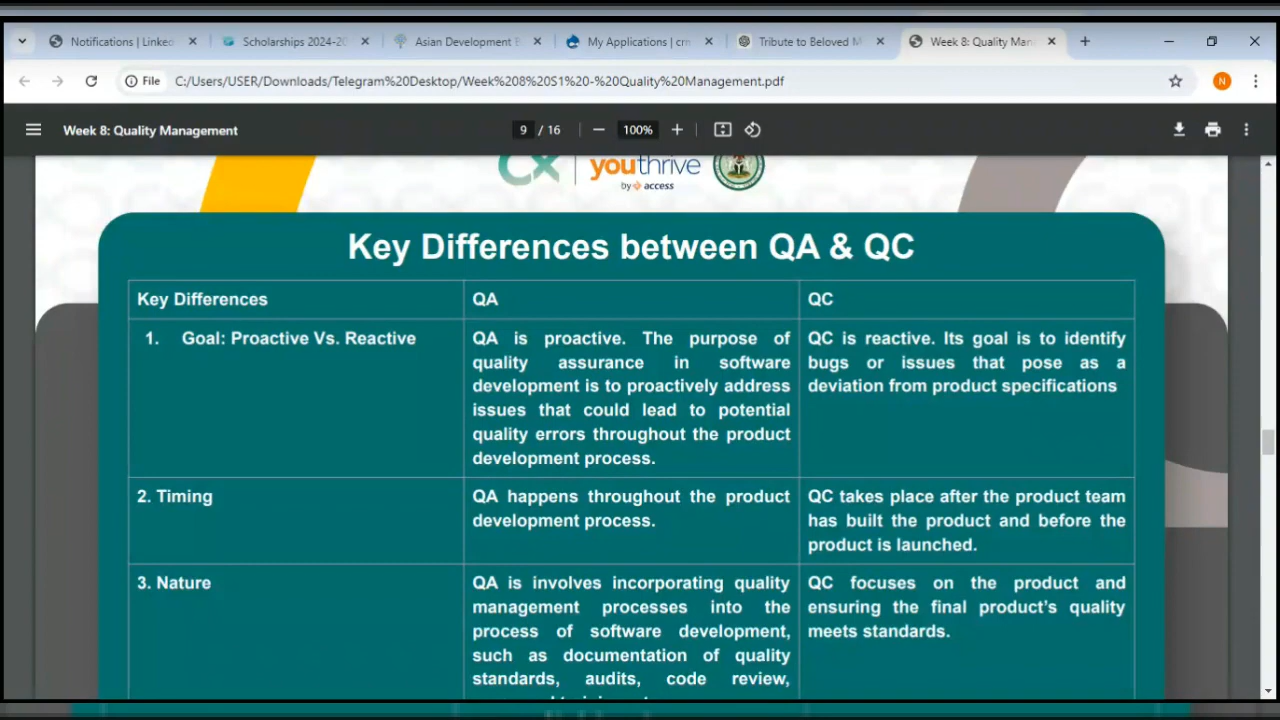 Notifications | Linke
Scholarships 2024-20
Asian Development B
My Applications | crn
Tribute to Beloved M
Week 8: Quality Man
File
C:/Users/USER/Downloads/Telegram%20Desktop/Week%208%20S1%20-%20Quality%20Management.pdf
N
Week 8: Quality Management
9 / 16
100%
CX
youthrive
by access
Key Differences between QA & QC
Key Differences
QA
QC
1. Goal: Proactive Vs. Reactive
QA is proactive. The purpose of
quality assurance in software
development is to proactively address
issues that could lead to potential
quality errors throughout the product
development process.
QC is reactive. Its goal is to identify
bugs or issues that pose as a
deviation from product specifications
2. Timing
QA happens throughout the product
development process.
QC takes place after the product team
has built the product and before the
product is launched.
3. Nature
QA is involves incorporating quality
management processes into the
process of software development,
such as documentation of quality
standards, audits, code review,
QC focuses on the product and
ensuring the final product's quality
meets standards.